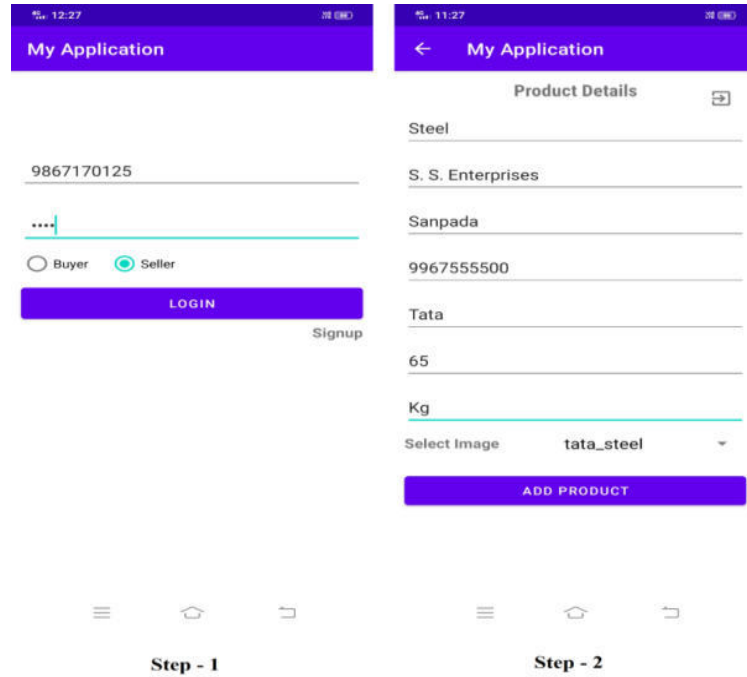 12:27
My Application
9867170125
....
Buyer Seller
LOGIN
Signup
Step - 1
11:27
My Application
Product Details
Steel
S. S. Enterprises
Sanpada
9967555500
Tata
65
Kg
Select Image tata_steel
ADD PRODUCT
Step - 2